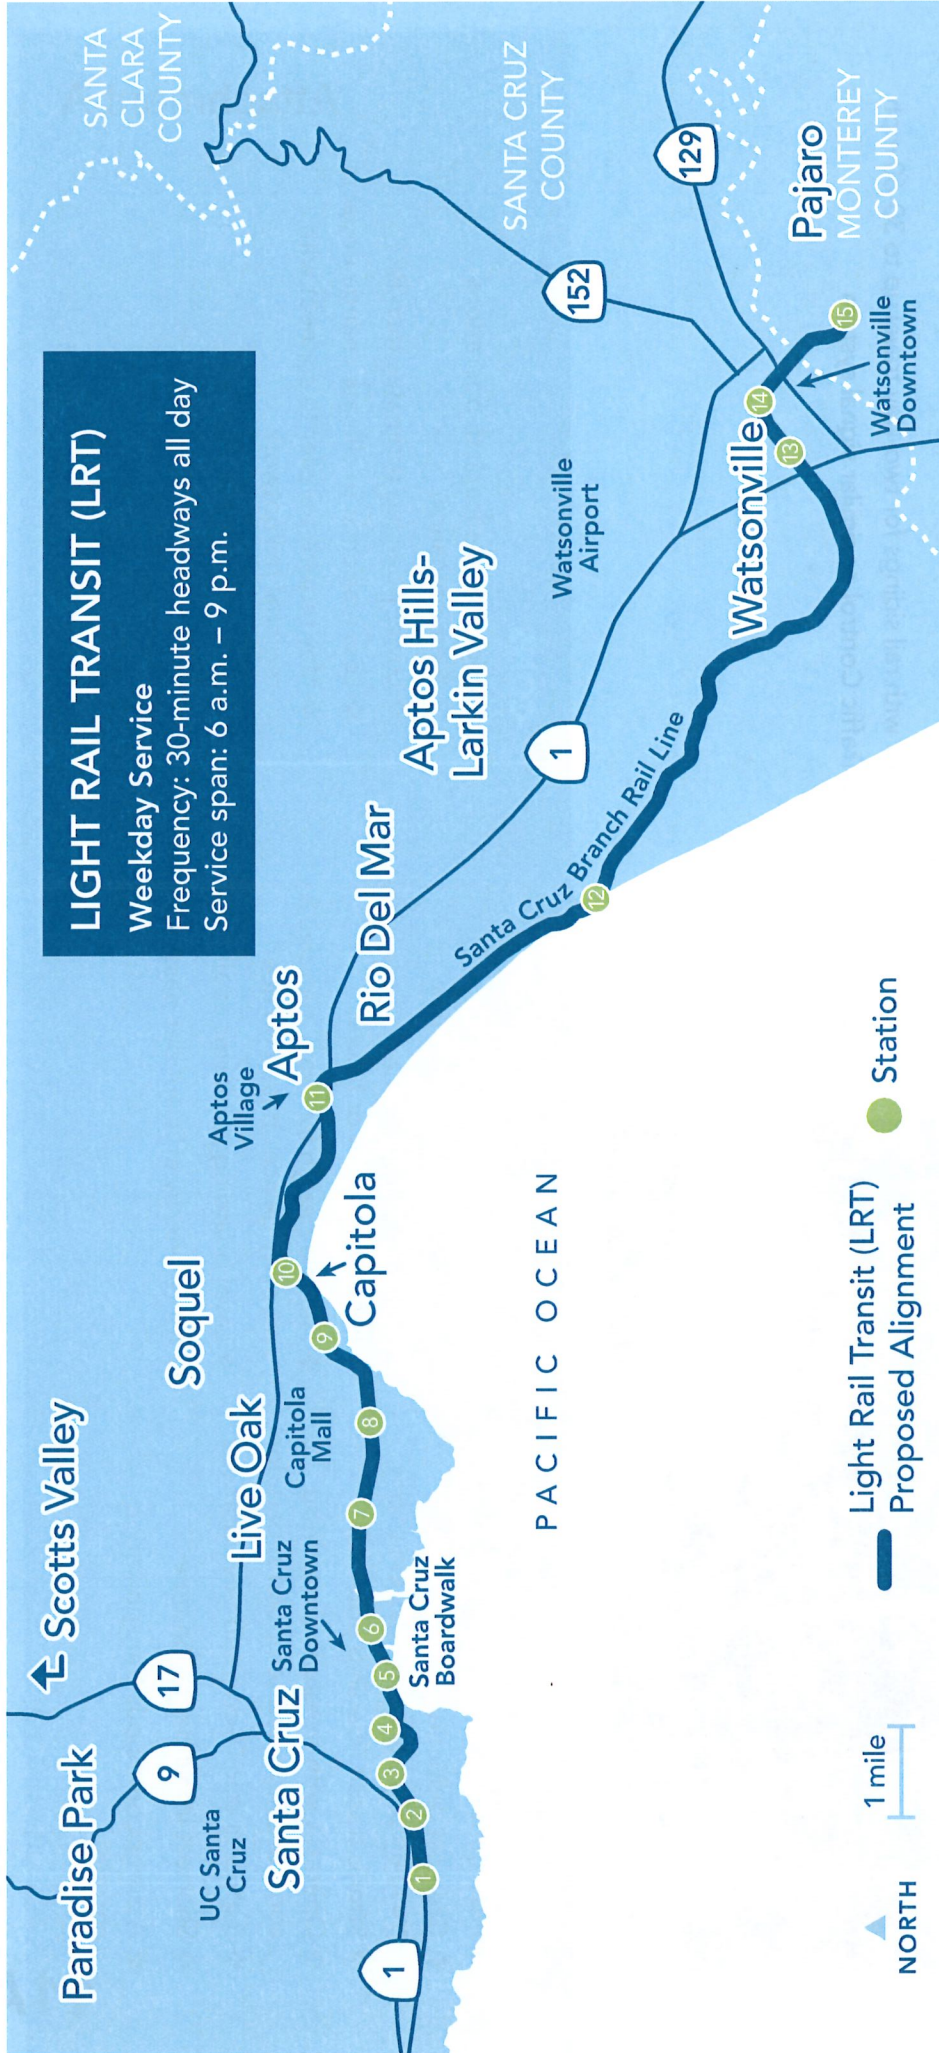 SANTA
CLARA
COUNTY
LIGHT RAIL TRANSIT (LRT)
Weekday Service
Frequency: 30-minute headways all day
Service span: 6 a.m. – 9 p.m.
Scotts Valley
Paradise Park
17
9
UC Santa
Cruz
Santa Cruz
Santa Cruz
Downtown
Live Oak
Soquel
Capitola
Mall
Aptos
Village
Aptos
Rio Del Mar
Aptos Hills-
Larkin Valley
SANTA CRUZ
COUNTY
152
129
1
1
Watsonville
Airport
Watsonville
Pajaro
MONTEREY
COUNTY
Watsonville
Downtown
Santa Cruz Branch Rail Line
Capitola
Santa Cruz
Boardwalk
1
2
3
4
5
6
7
8
9
10
11
12
13
14
15
PACIFIC OCEAN
NORTH
1 mile
Light Rail Transit (LRT)
Proposed Alignment
Station